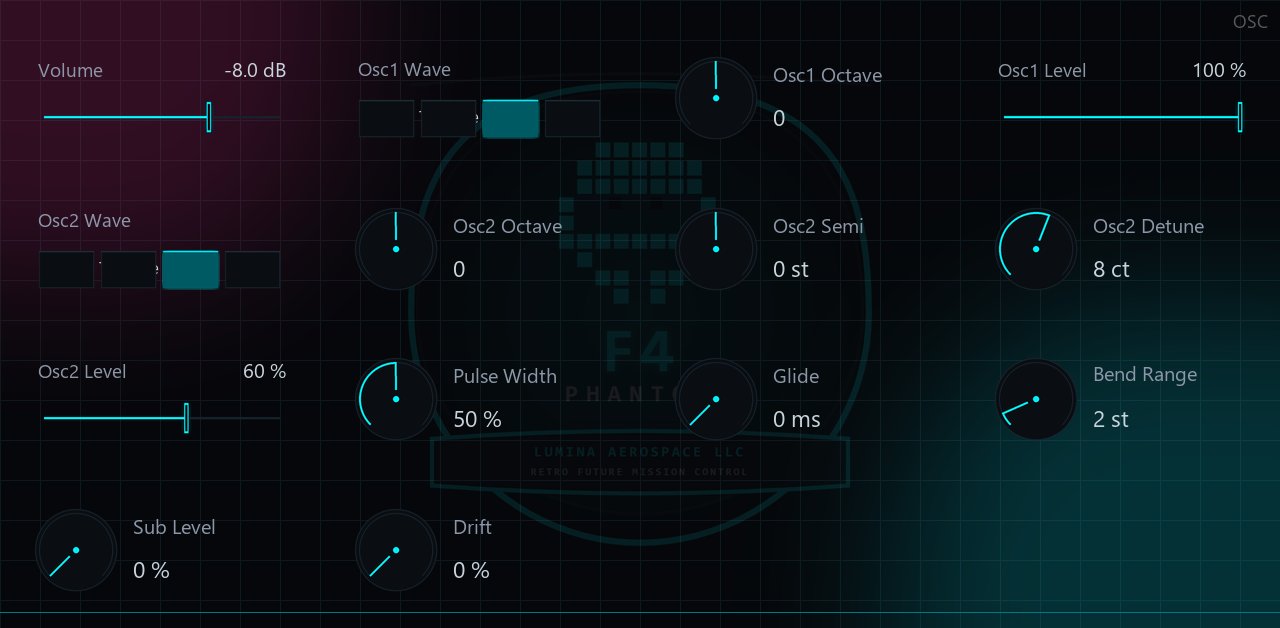 OSC
Volume
-8.0 dB
Osc1 Wave
Osc1 Octave
0
Osc1 Level
100 %
Osc2 Wave
Osc2 Octave
0
Osc2 Semi
0 st
Osc2 Detune
8 ct
F4
Osc2 Level
60 %
Pulse Width
50 %
Glide
0 ms
Bend Range
2 st
LUMINA AEROSPACE LLC
RETRO FUTURE MISSION CONTROL
Sub Level
0 %
Drift
0 %